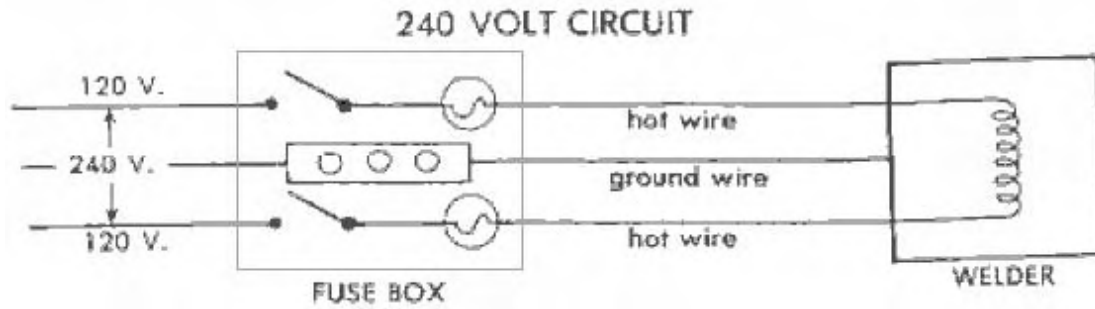 240 VOLT CIRCUIT
120 V.
hot wire
240 V.
ground wire
120 V.
hot wire
FUSE BOX
WELDER